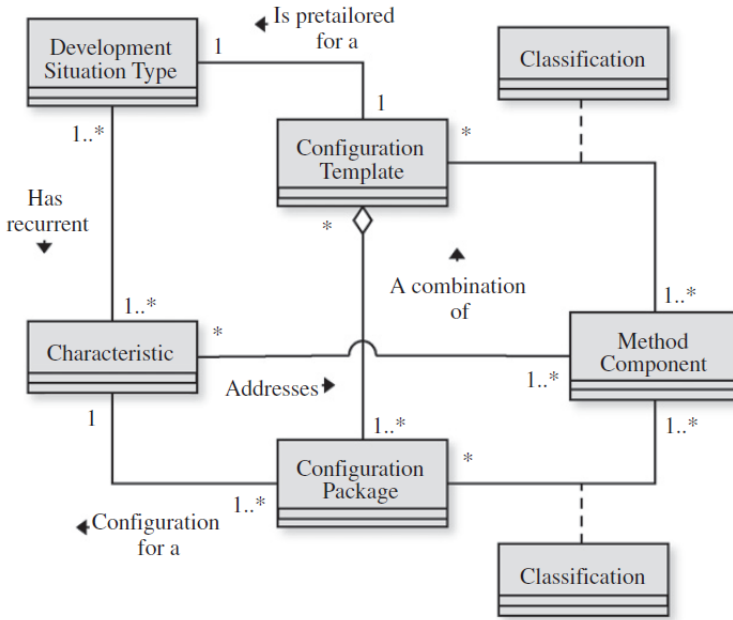 Is pretailored
for a
Development
Situation Type
1
Classification
1
1..*
Configuration
Template
*
Has
recurrent
*
A combination
of
1..*
1..*
*
Characteristic
Method
Component
Addresses
1..*
1
1..*
1..*
Configuration
Package
*
1..*
Configuration
for a
Classification